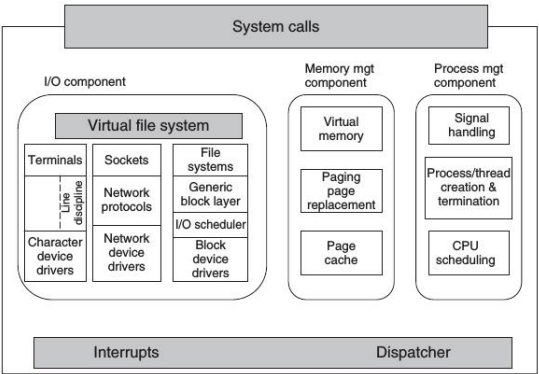 System calls
I/O component
Memory mgt
component
Process mgt
component
Virtual file system
Terminals
Line
discipline
Character
device
drivers
Sockets
Network
protocols
Network
device
drivers
File
systems
Generic
block layer
I/O scheduler
Block
device
drivers
Virtual
memory
Paging
page
replacement
Page
cache
Signal
handling
Process/thread
creation &
termination
CPU
scheduling
Interrupts
Dispatcher